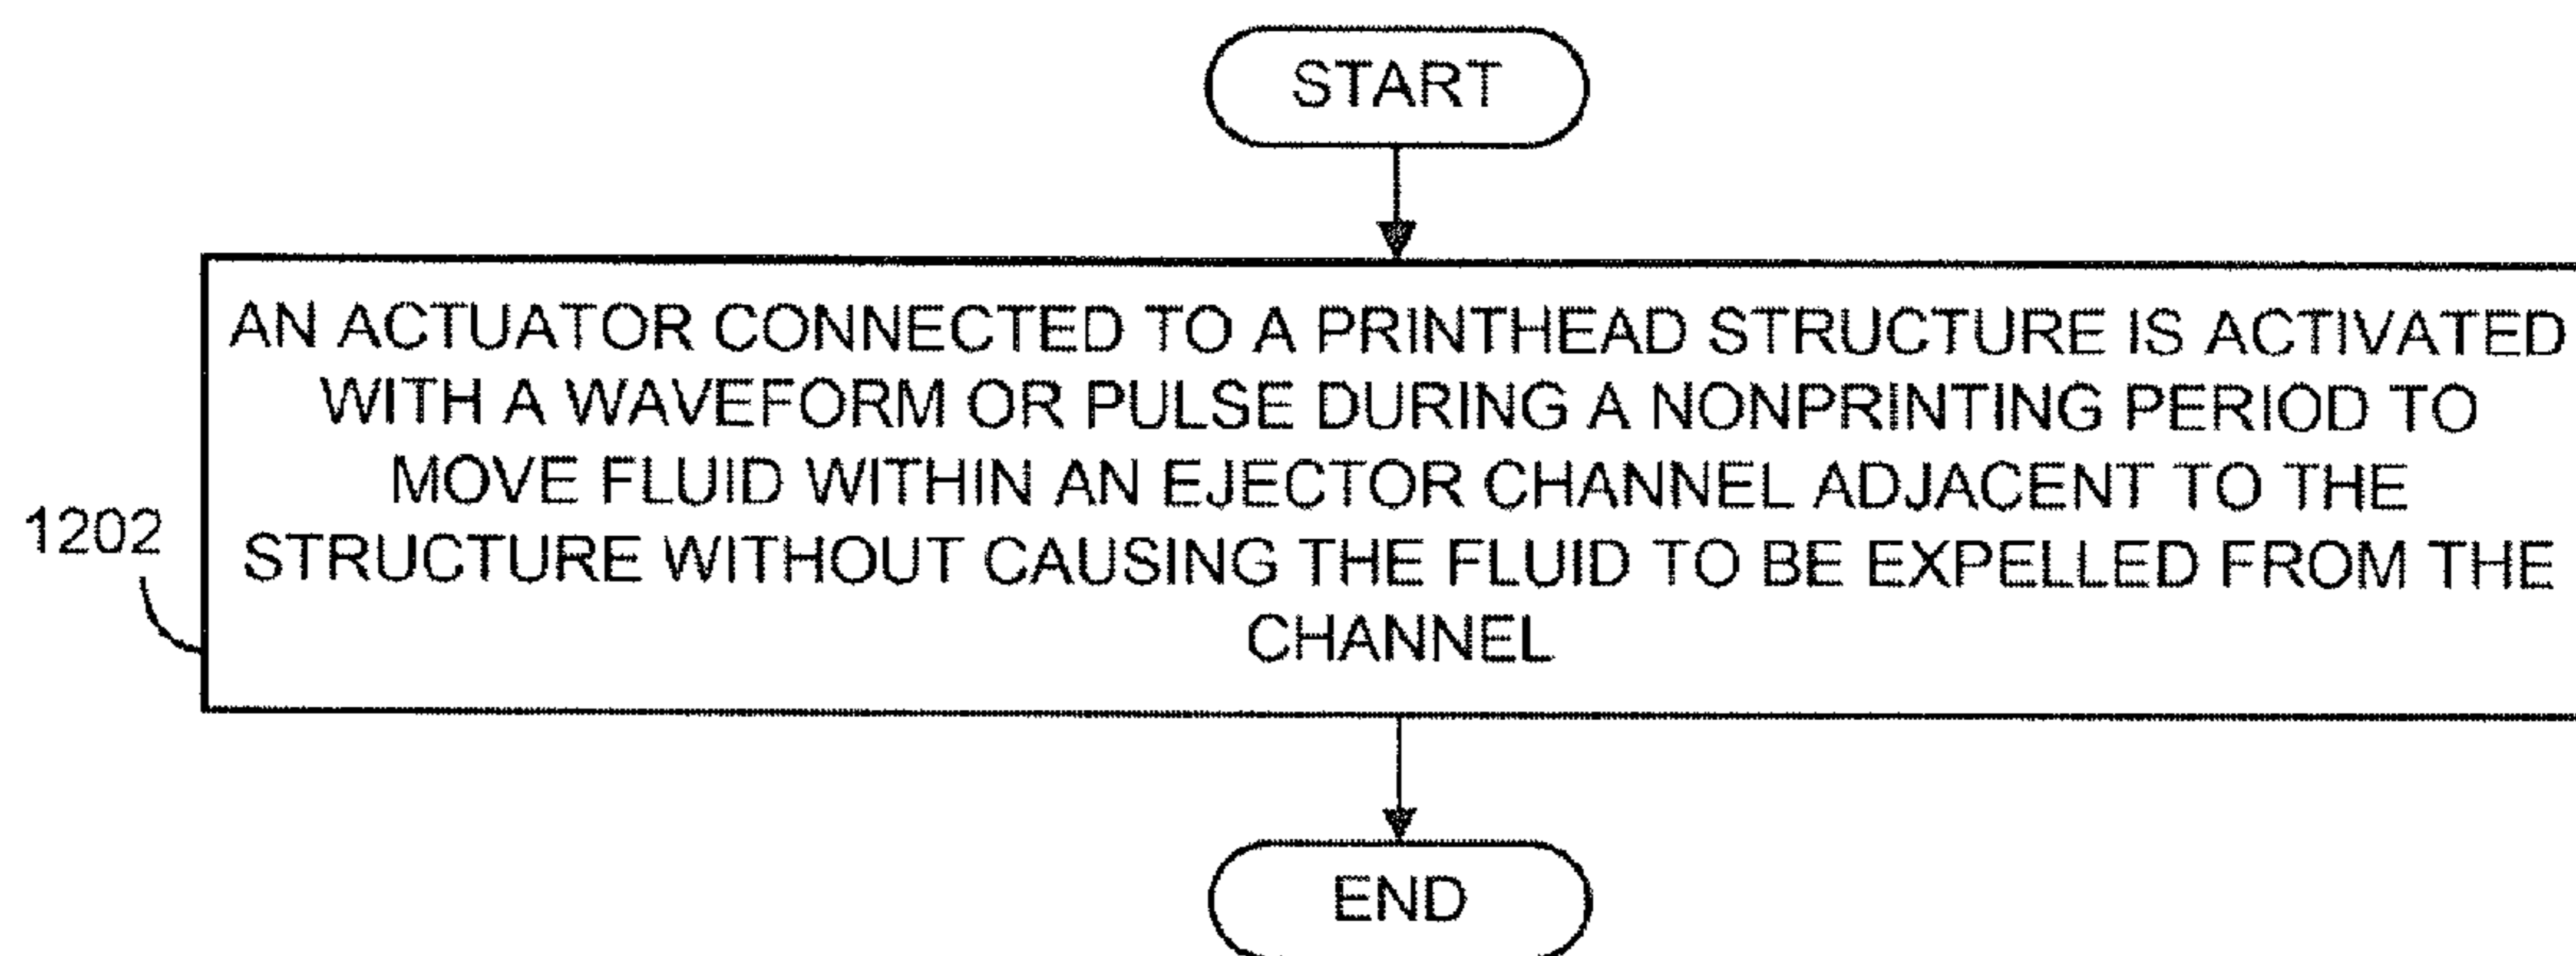 START
AN ACTUATOR CONNECTED TO A PRINTHEAD STRUCTURE IS ACTIVATED
WITH A WAVEFORM OR PULSE DURING A NONPRINTING PERIOD TO
MOVE FLUID WITHIN AN EJECTOR CHANNEL ADJACENT TO THE
1202
STRUCTURE WITHOUT CAUSING THE FLUID TO BE EXPELLED FROM THE
CHANNEL
END